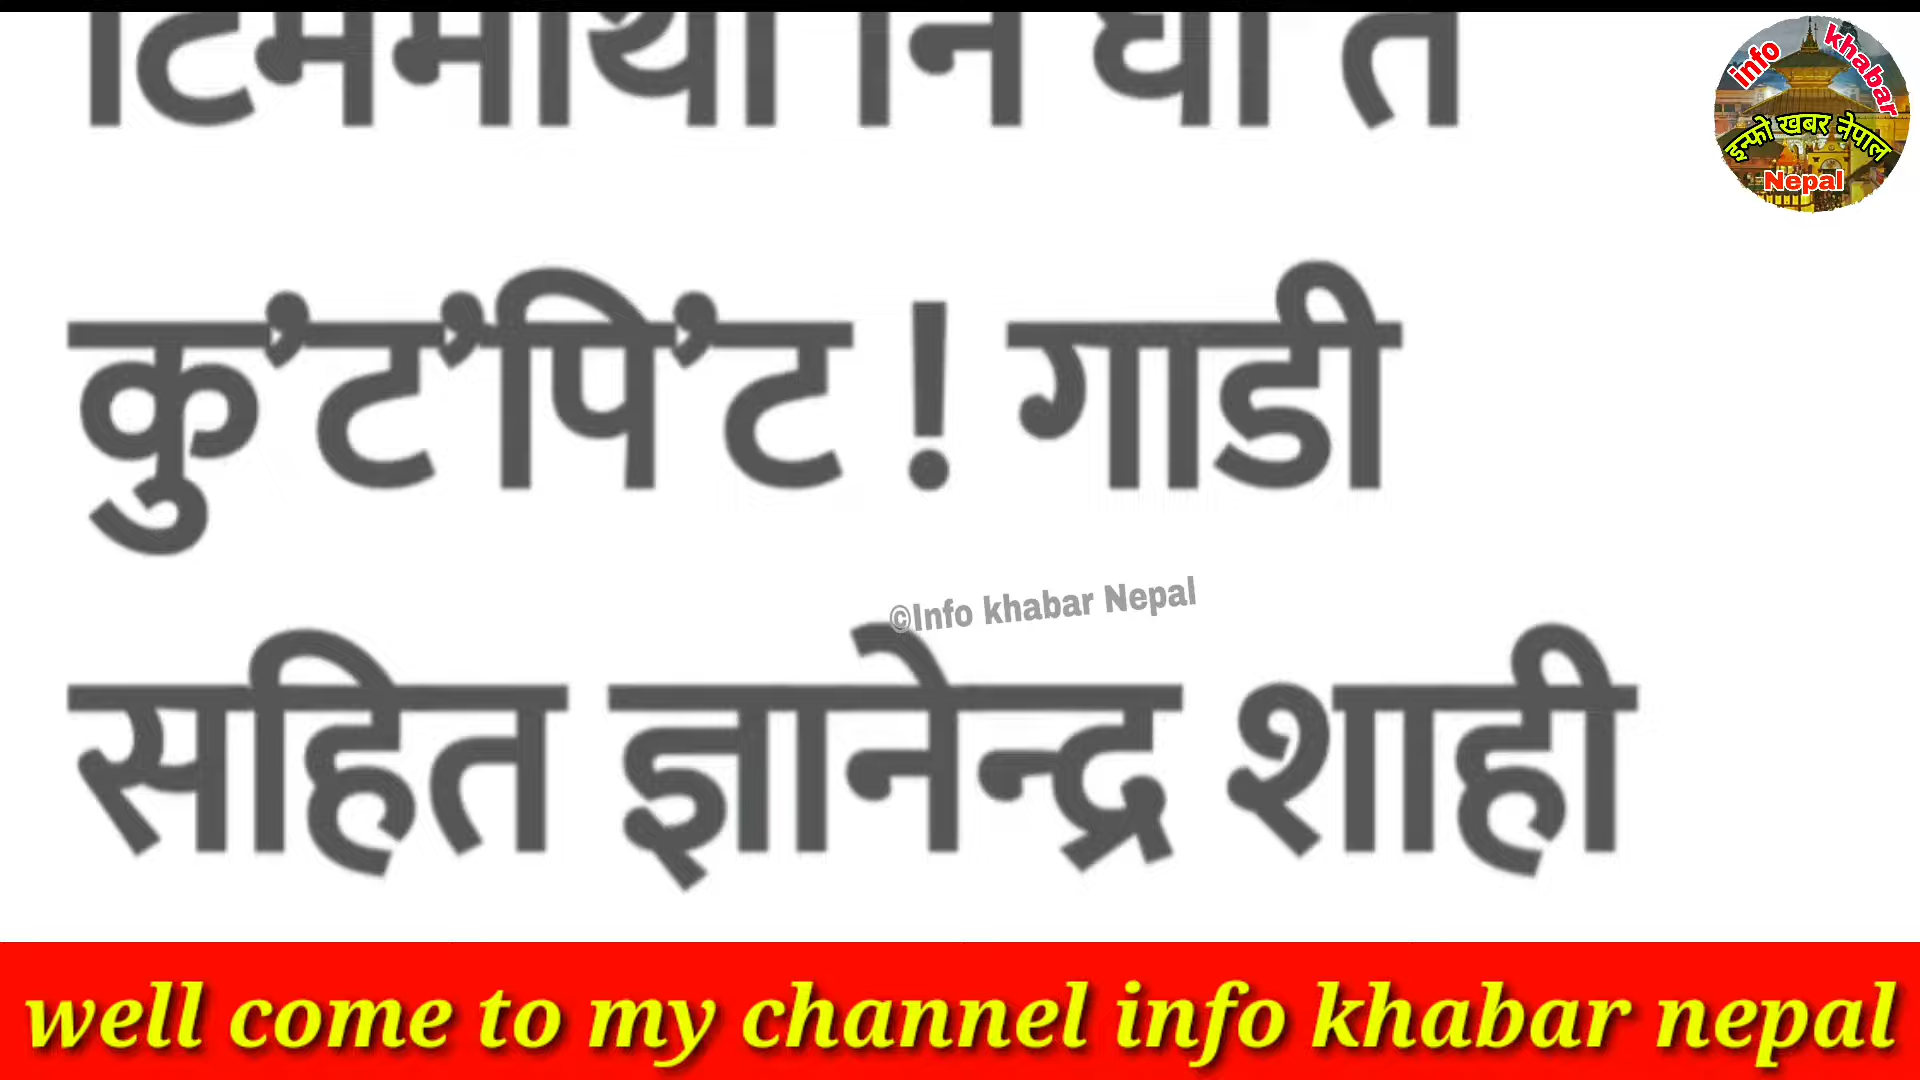 info khabar
इन्फो खबर नेपाल
Nepal
कु’ट’पि’ट ! गाडी
©Info khabar Nepal
सहित ज्ञानेन्द्र शाही
well come to my channel info khabar nepal